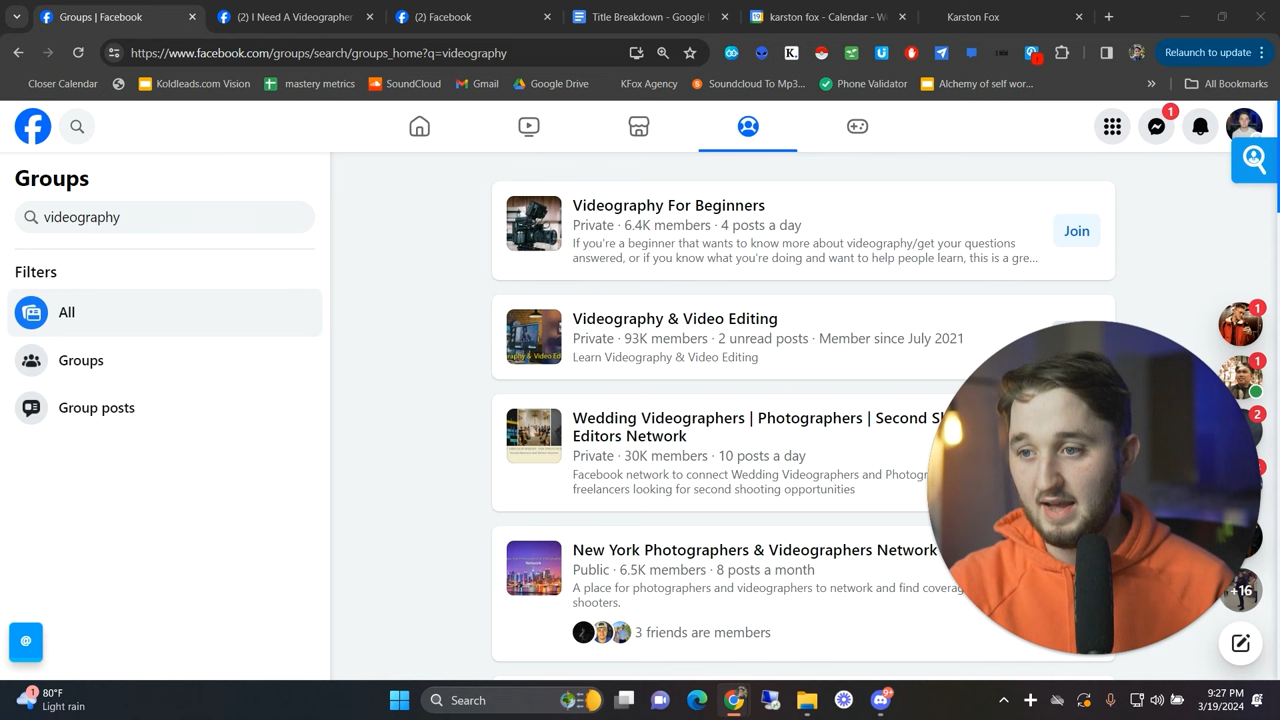 Groups | Facebook
(2) I Need A Videographer
(2) Facebook
Title Breakdown - Google
karston fox - Calendar - W
Karston Fox
https://www.facebook.com/groups/search/groups_home?q=videography
Relaunch to update
Closer Calendar
Koldleads.com Vision
mastery metrics
SoundCloud
Gmail
Google Drive
KFox Agency
Soundcloud To Mp3...
Phone Validator
Alchemy of self wor...
All Bookmarks
1
Groups
videography
Filters
All
Groups
Group posts
Videography For Beginners
Private · 6.4K members · 4 posts a day
If you're a beginner that wants to know more about videography/get your questions
answered, or if you know what you're doing and want to help people learn, this is a gre...
Join
Videography & Video Editing
Private · 93K members · 2 unread posts · Member since July 2021
Learn Videography & Video Editing
Wedding Videographers | Photographers | Second S
Editors Network
Private · 30K members · 10 posts a day
Facebook network to connect Wedding Videographers and Photog
freelancers looking for second shooting opportunities
New York Photographers & Videographers Network
Public · 6.5K members · 8 posts a month
A place for photographers and videographers to network and find coverag
shooters.
3 friends are members
1
1
2
+16
@
1
80°F
Light rain
Search
9+
9:27 PM
3/19/2024